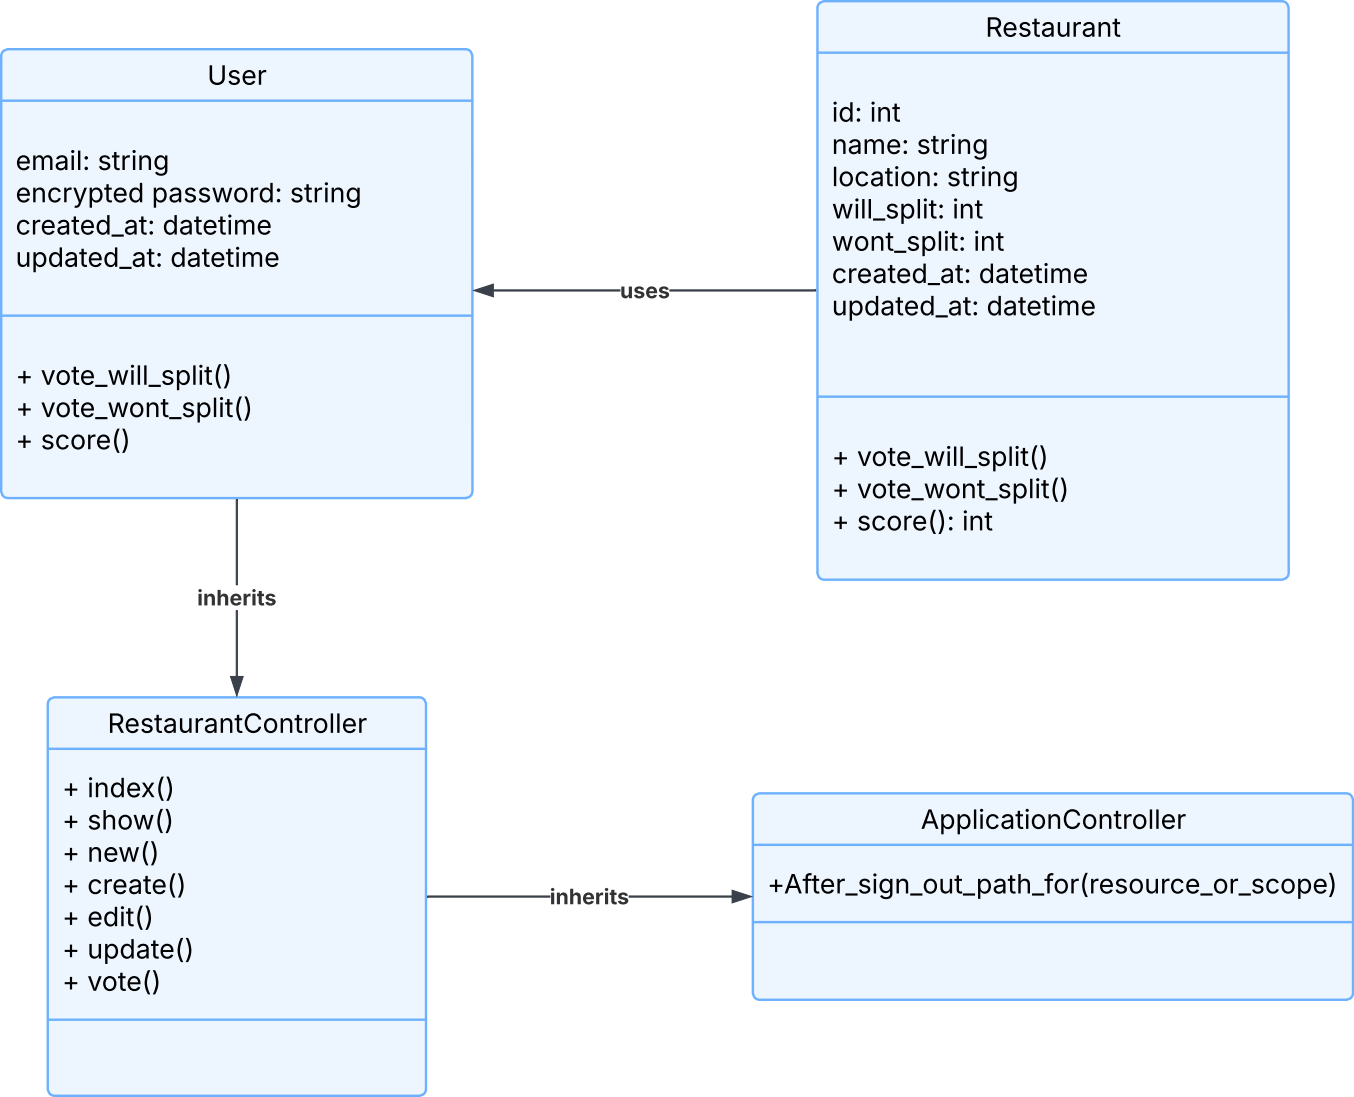 User
email: string
encrypted password: string
created_at: datetime
updated_at: datetime
+ vote_will_split()
+ vote_wont_split()
+ score()
uses
Restaurant
id: int
name: string
location: string
will_split: int
wont_split: int
created_at: datetime
updated_at: datetime
+ vote_will_split()
+ vote_wont_split()
+ score(): int
inherits
RestaurantController
+ index()
+ show()
+ new()
+ create()
+ edit()
+ update()
+ vote()
inherits
ApplicationController
+After_sign_out_path_for(resource_or_scope)